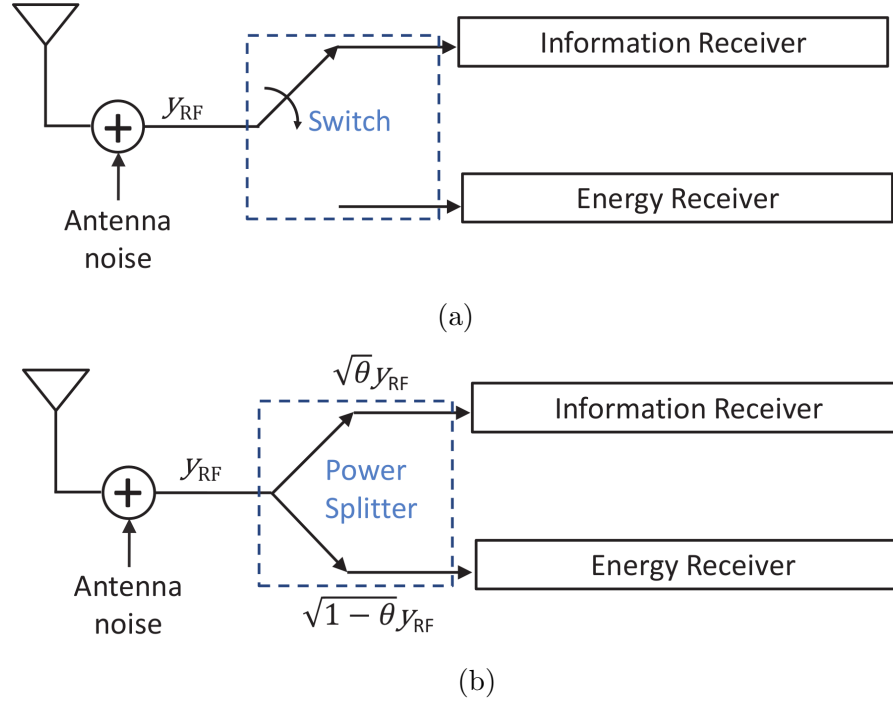 Information Receiver
y_RF
Switch
+
Energy Receiver
Antenna
noise
(a)
√θ y_RF
Information Receiver
y_RF
Power
Splitter
+
Energy Receiver
Antenna
noise
√1 − θ y_RF
(b)